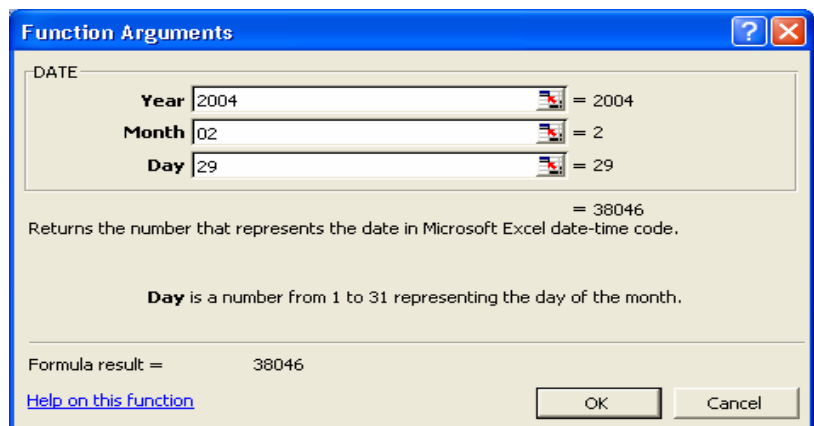 Function Arguments
DATE
Year 2004 = 2004
Month 02 = 2
Day 29 = 29
= 38046
Returns the number that represents the date in Microsoft Excel date-time code.
Day is a number from 1 to 31 representing the day of the month.
Formula result = 38046
Help on this function OK Cancel